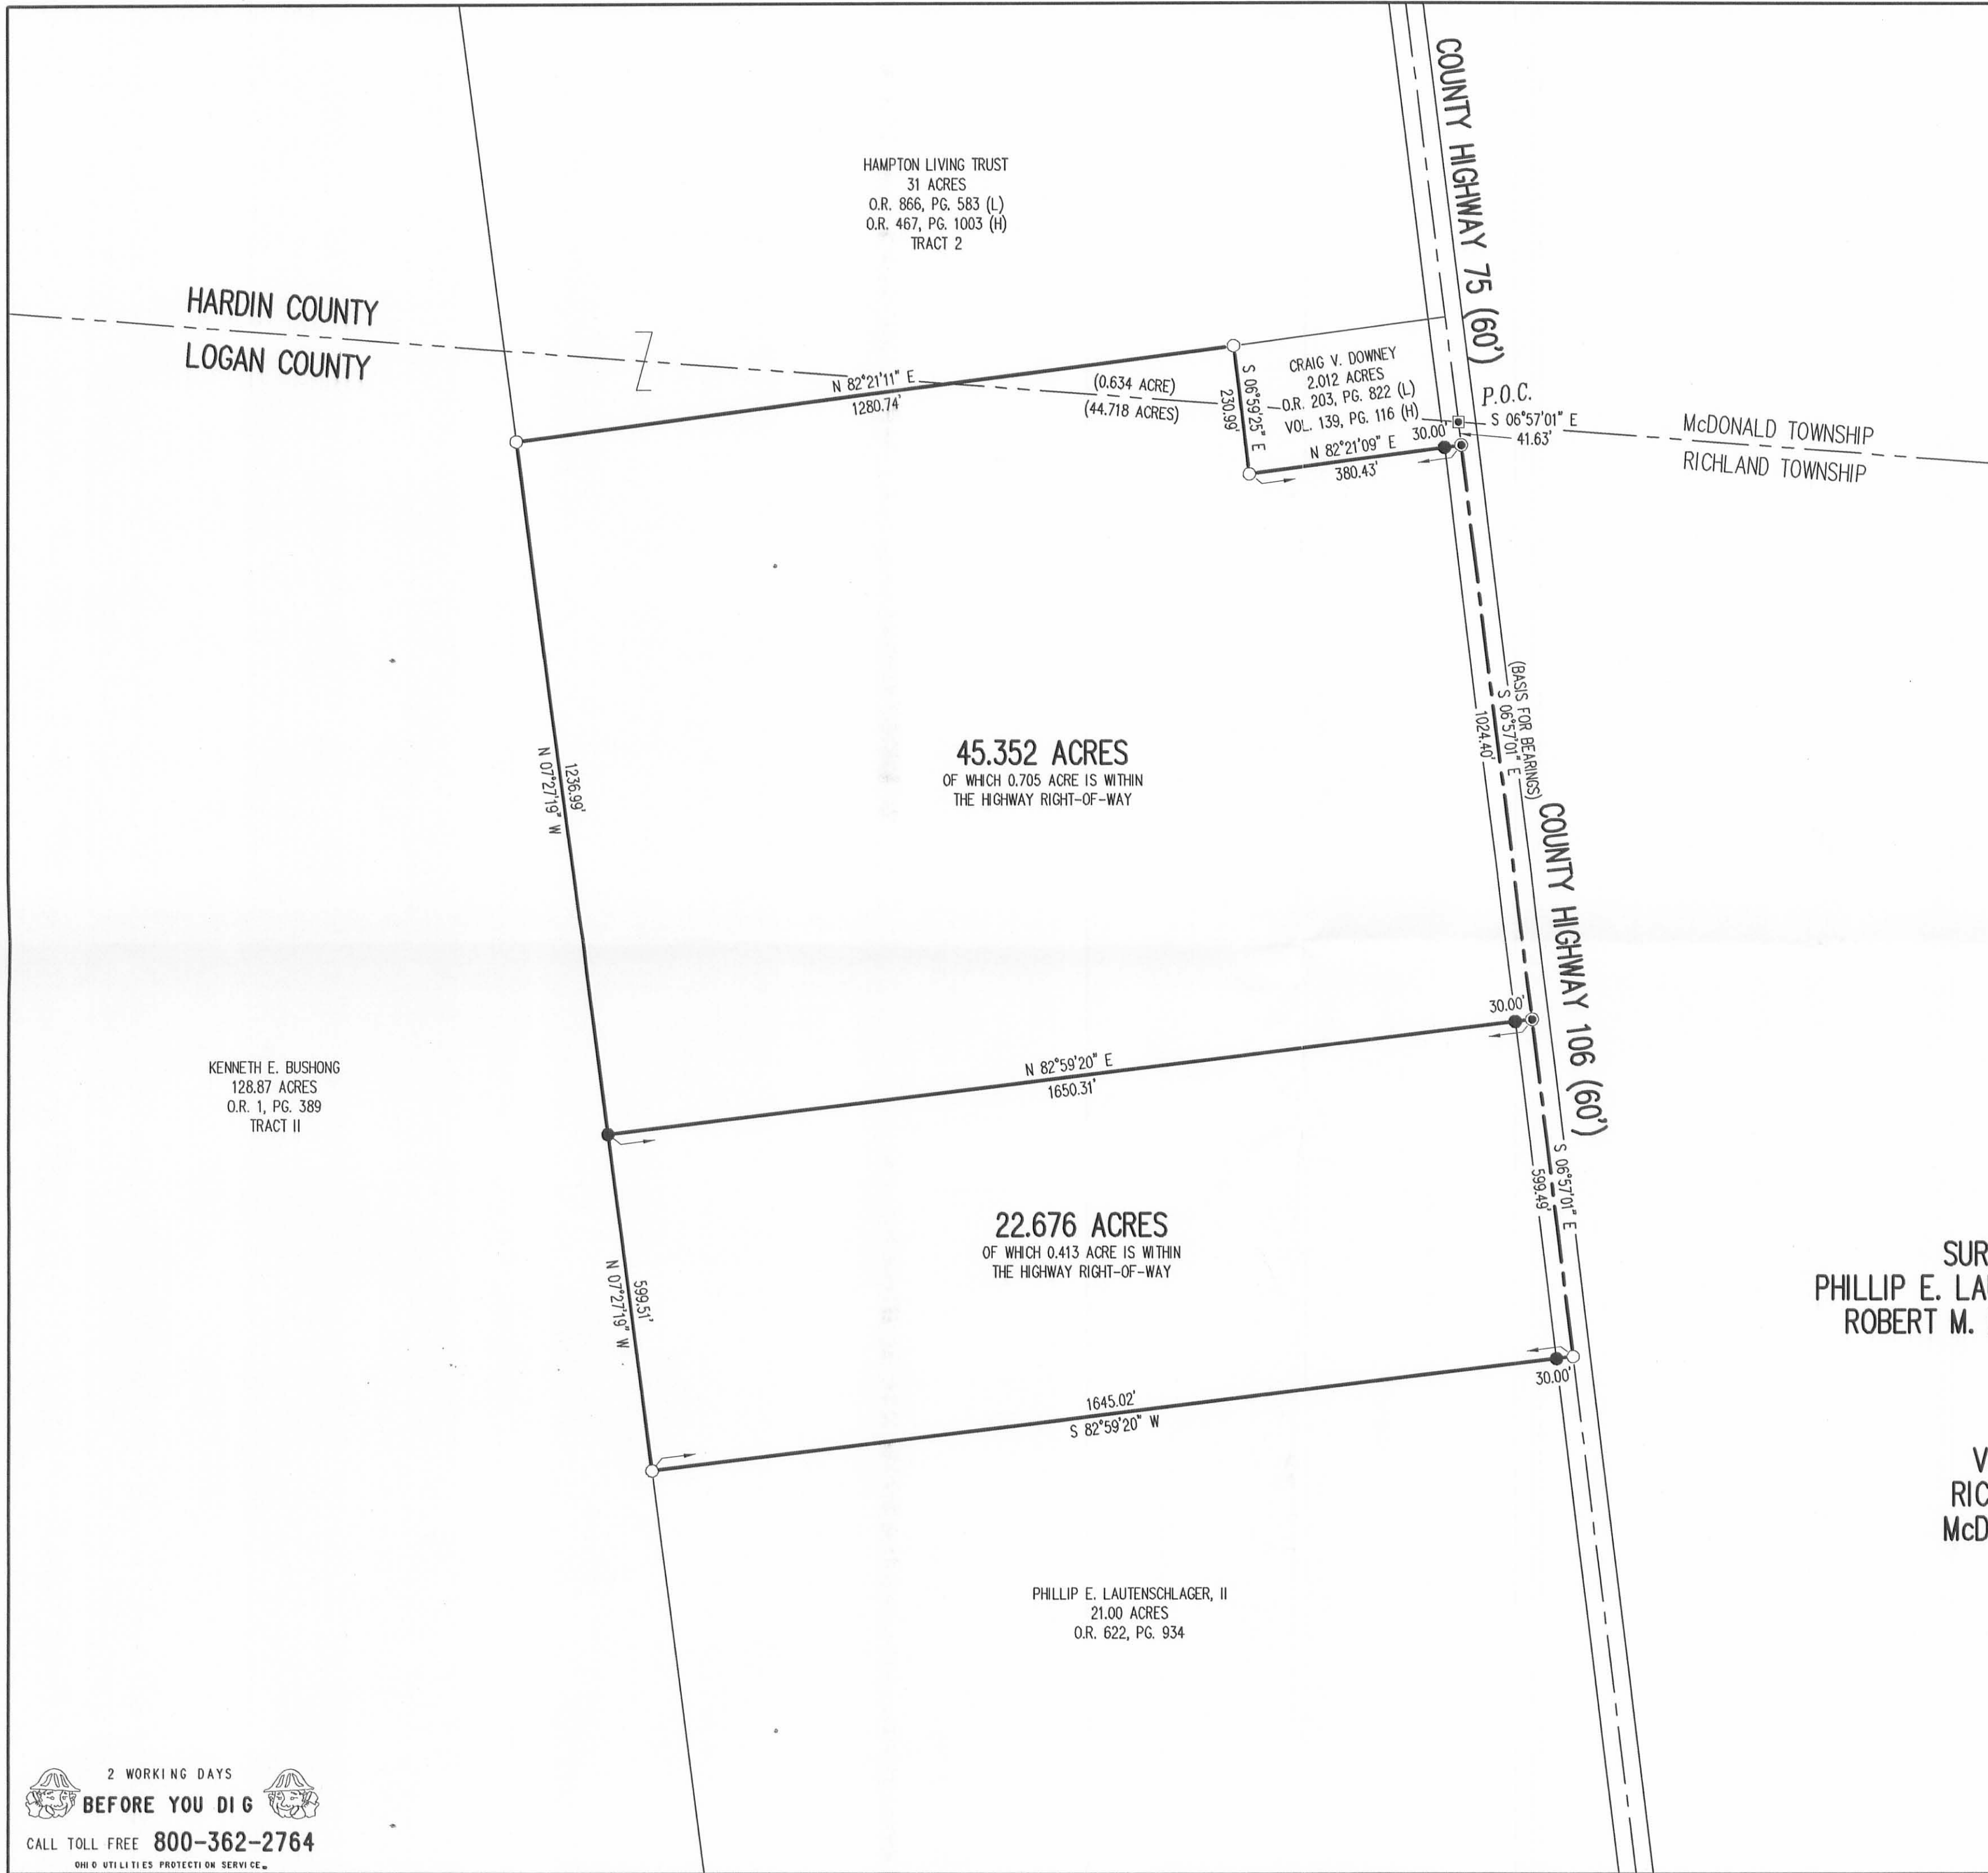 COUNTY HIGHWAY 75 (60')
HAMPTON LIVING TRUST
31 ACRES
O.R. 866, PG. 583 (L)
O.R. 467, PG. 1003 (H)
TRACT 2
HARDIN COUNTY
LOGAN COUNTY
N 82°21'11" E
1280.74'
(0.634 ACRE)
(44.718 ACRES)
S 06°59'25" E
230.99'
CRAIG V. DOWNEY
2.012 ACRES
O.R. 203, PG. 822 (L)
VOL. 139, PG. 116 (H)
P.O.C.
S 06°57'01" E
41.63'
30.00'
N 82°21'09" E
380.43'
McDONALD TOWNSHIP
RICHLAND TOWNSHIP
(BASIS FOR BEARINGS)
S 06°57'01" E
1024.40'
1236.99'
N 07°27'19" W
45.352 ACRES
OF WHICH 0.705 ACRE IS WITHIN
THE HIGHWAY RIGHT-OF-WAY
COUNTY HIGHWAY 106 (60')
30.00'
N 82°59'20" E
1650.31'
KENNETH E. BUSHONG
128.87 ACRES
O.R. 1, PG. 389
TRACT II
S 06°57'01" E
599.49'
22.676 ACRES
OF WHICH 0.413 ACRE IS WITHIN
THE HIGHWAY RIGHT-OF-WAY
599.51'
N 07°27'19" W
30.00'
1645.02'
S 82°59'20" W
SUR
PHILLIP E. LA
ROBERT M.
V
RIC
McD
PHILLIP E. LAUTENSCHLAGER, II
21.00 ACRES
O.R. 622, PG. 934
2 WORKING DAYS
BEFORE YOU DIG
CALL TOLL FREE 800-362-2764
OHIO UTILITIES PROTECTION SERVICE